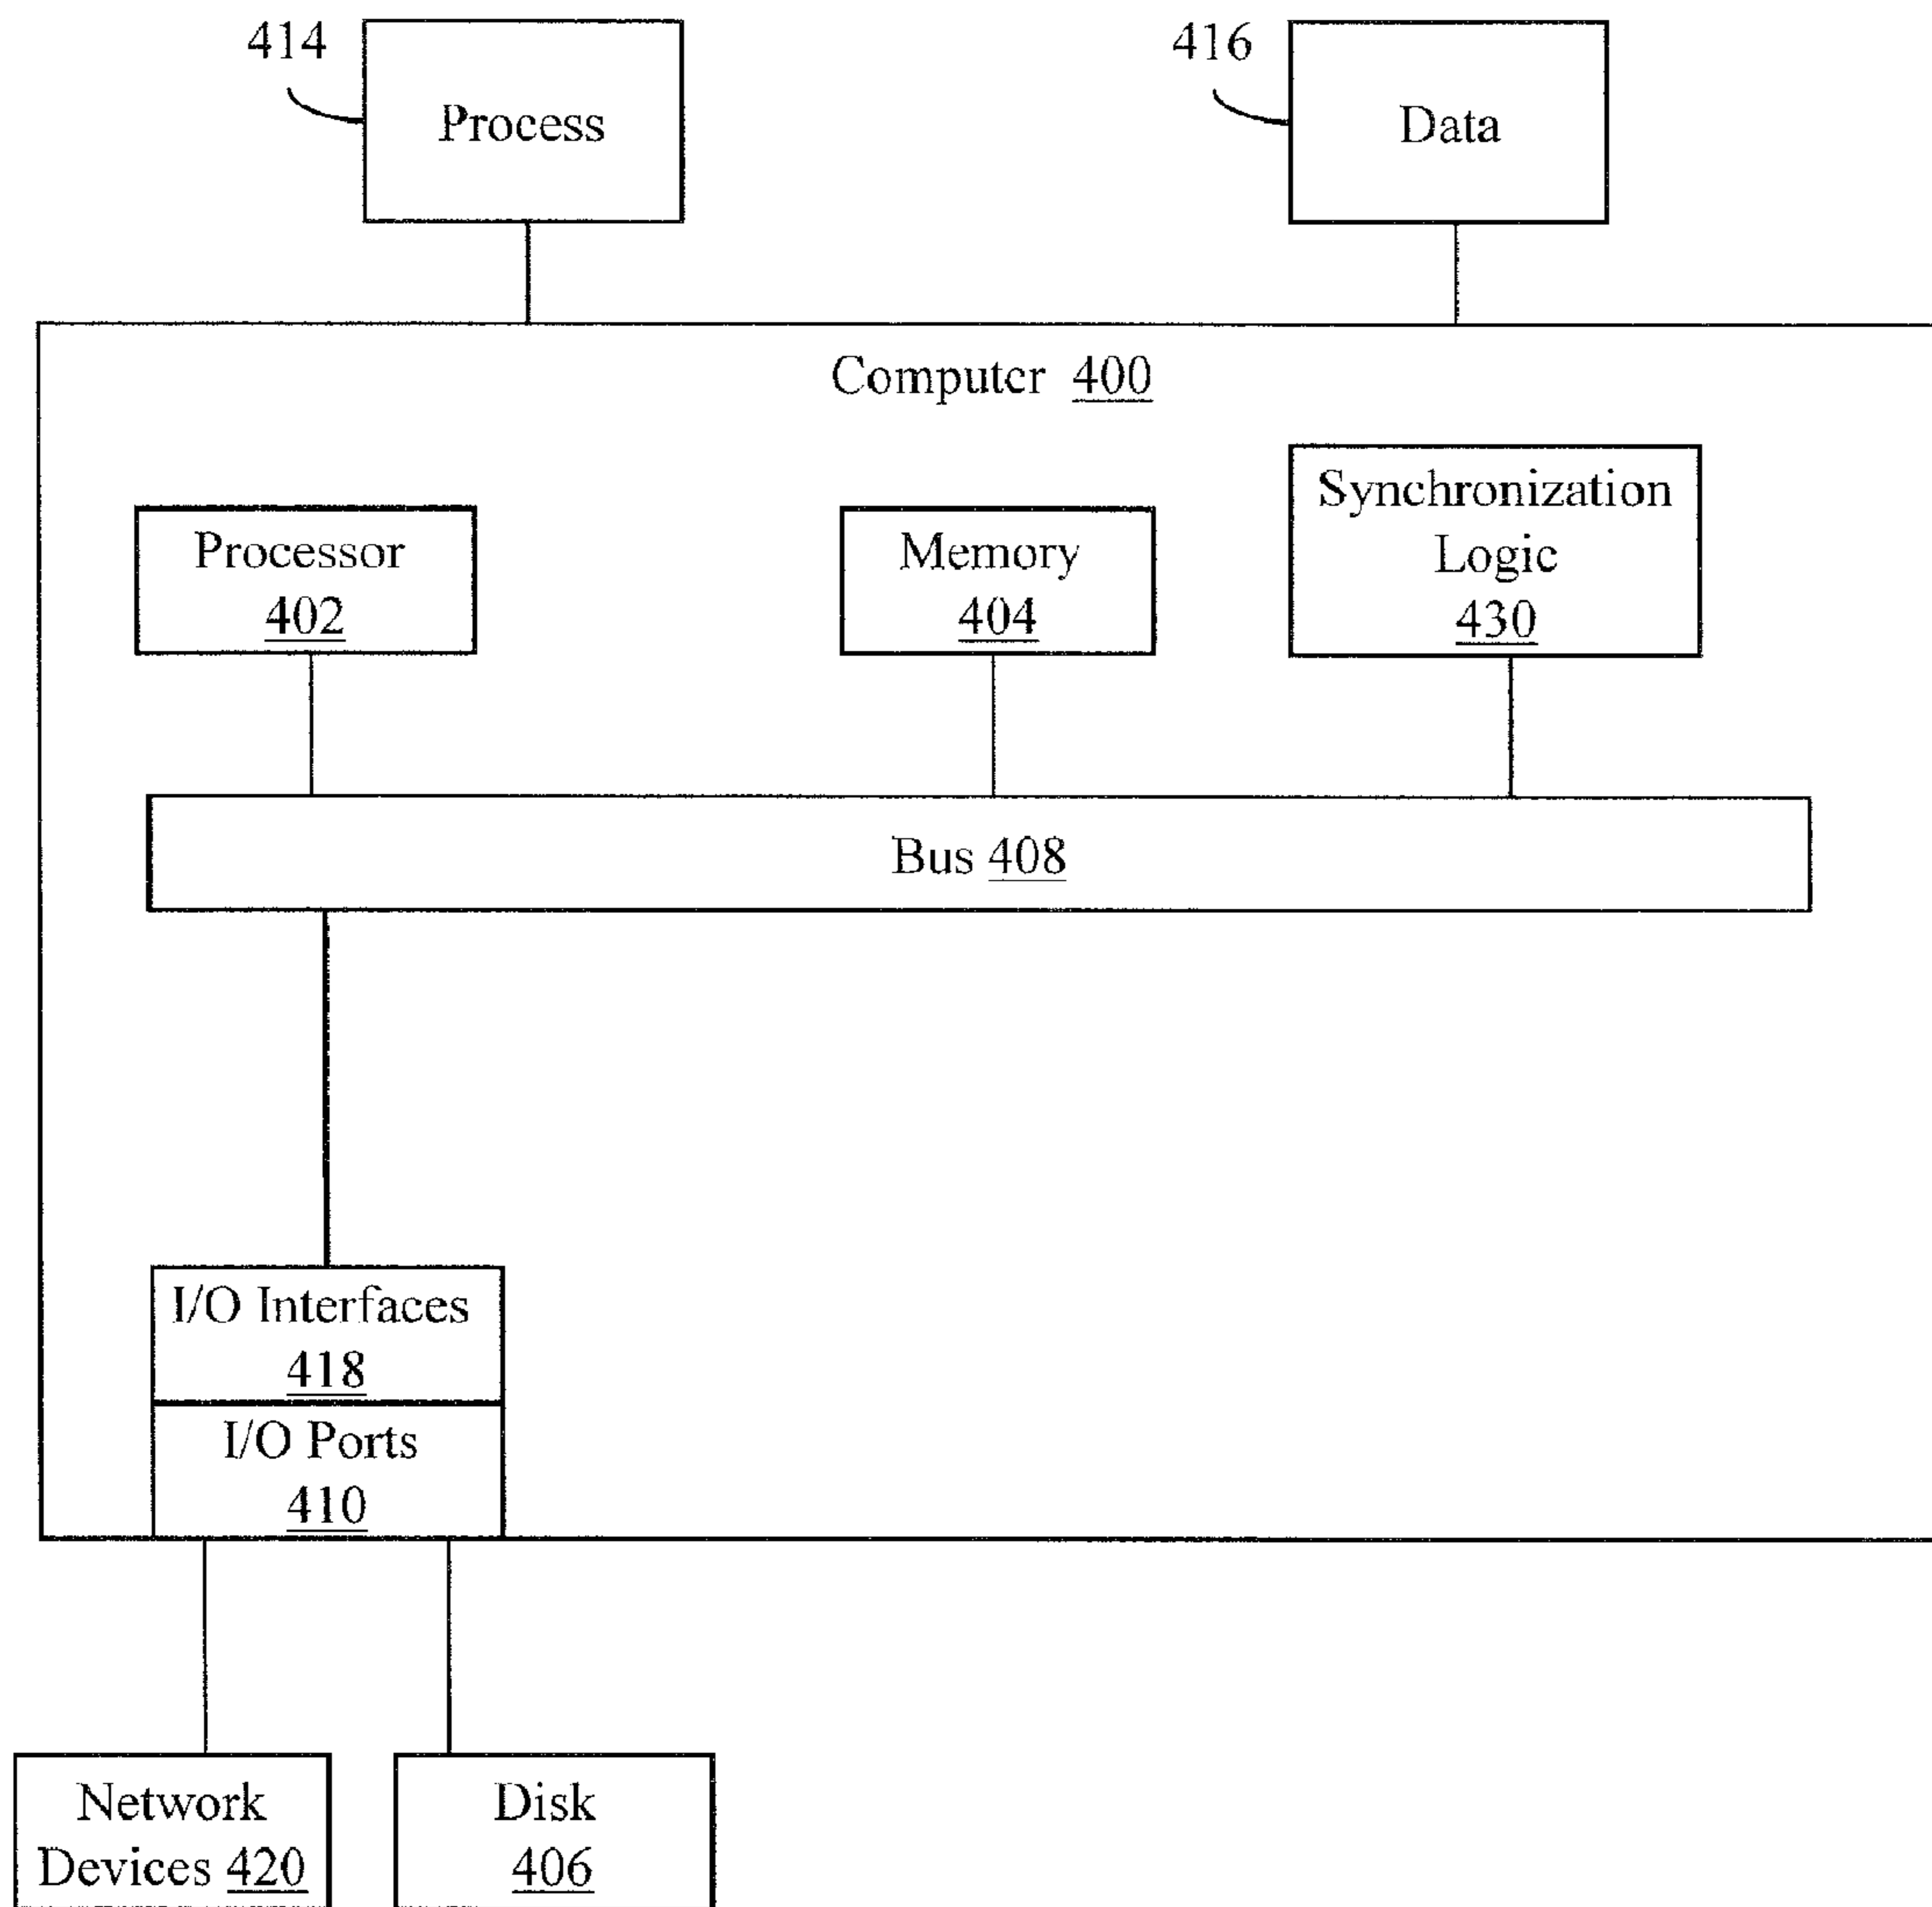 414
Process
416
Data
Computer 400
Processor
402
Memory
404
Synchronization
Logic
430
Bus 408
I/O Interfaces
418
I/O Ports
410
Network
Devices 420
Disk
406